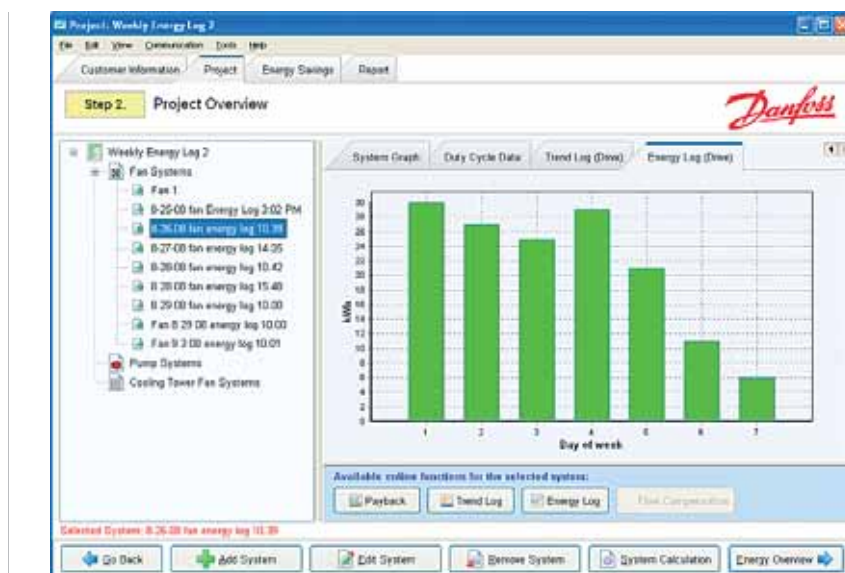 Project: Weekly Energy Log 2
File Edit View Communication Tools Help
Customer Information Project Energy Savings Report
Step 2. Project Overview
Danfoss
Weekly Energy Log 2
Fan Systems
Fan 1
8-25-08 fan Energy Log 3:02 PM
8-26-08 fan energy log 10.39
8-27-08 fan energy log 14:35
8-28-08 fan energy log 10.42
8 28 08 fan energy log 15.48
8 29 08 fan energy log 10.00
Fan 8 29 08 energy log 10:00
Fan 9 3 08 energy log 10:01
Pump Systems
Cooling Tower Fan Systems
System Graph Duty Cycle Data Trend Log (Drive) Energy Log (Drive)
30
28
26
24
22
20
18
16
14
12
10
8
6
4
2
0
kWs
1 2 3 4 5 6 7
Day of week
Available online functions for the selected system:
Payback Trend Log Energy Log Flow Compensation
Selected System: 8-26-08 fan energy log 10.39
Go Back Add System Edit System Remove System System Calculation Energy Overview